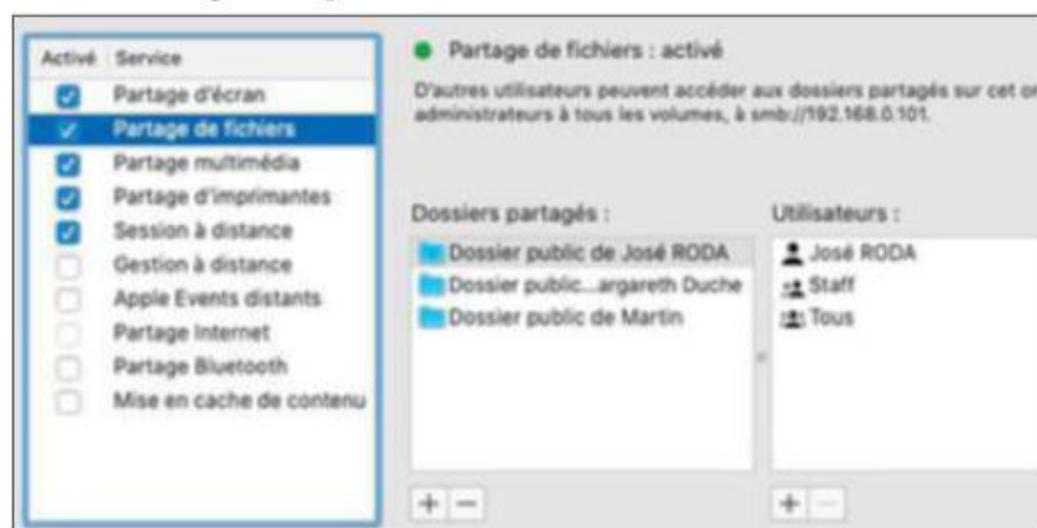 Activé Service
Partage d'écran
Partage de fichiers
Partage multimédia
Partage d'imprimantes
Session à distance
Gestion à distance
Apple Events distants
Partage Internet
Partage Bluetooth
Mise en cache de contenu
Partage de fichiers : activé
D'autres utilisateurs peuvent accéder aux dossiers partagés sur cet or
administrateurs à tous les volumes, à smb://192.168.0.101.
Dossiers partagés :
Dossier public de José RODA
Dossier public...argareth Duche
Dossier public de Martin
Utilisateurs :
José RODA
Staff
Tous